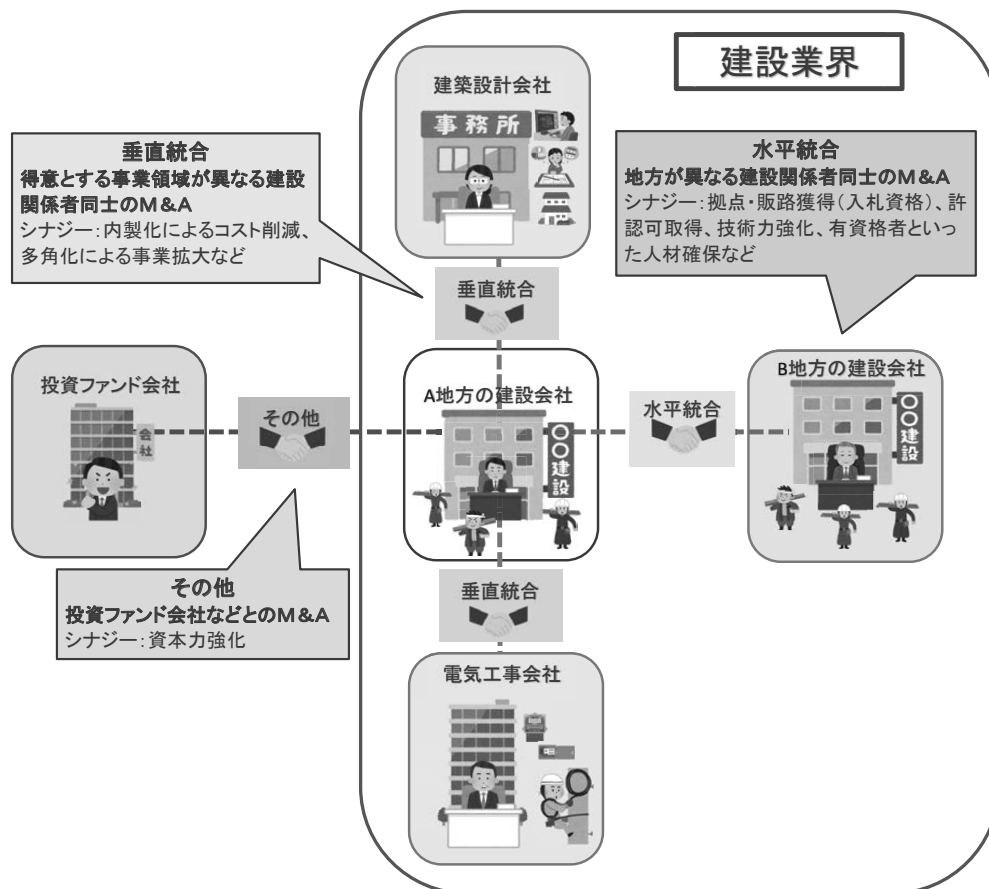 建設業界
建築設計会社
事務所
垂直統合
得意とする事業領域が異なる建設
関係者同士のM&A
シナジー:内製化によるコスト削減、
多角化による事業拡大など
水平統合
地方が異なる建設関係者同士のM&A
シナジー:拠点・販路獲得(入札資格)、許
認可取得、技術力強化、有資格者といっ
た人材確保など
垂直統合
投資ファンド会社
会社
その他
A地方の建設会社
〇〇建設
水平統合
B地方の建設会社
〇〇建設
その他
投資ファンド会社などとのM&A
シナジー:資本力強化
垂直統合
電気工事会社